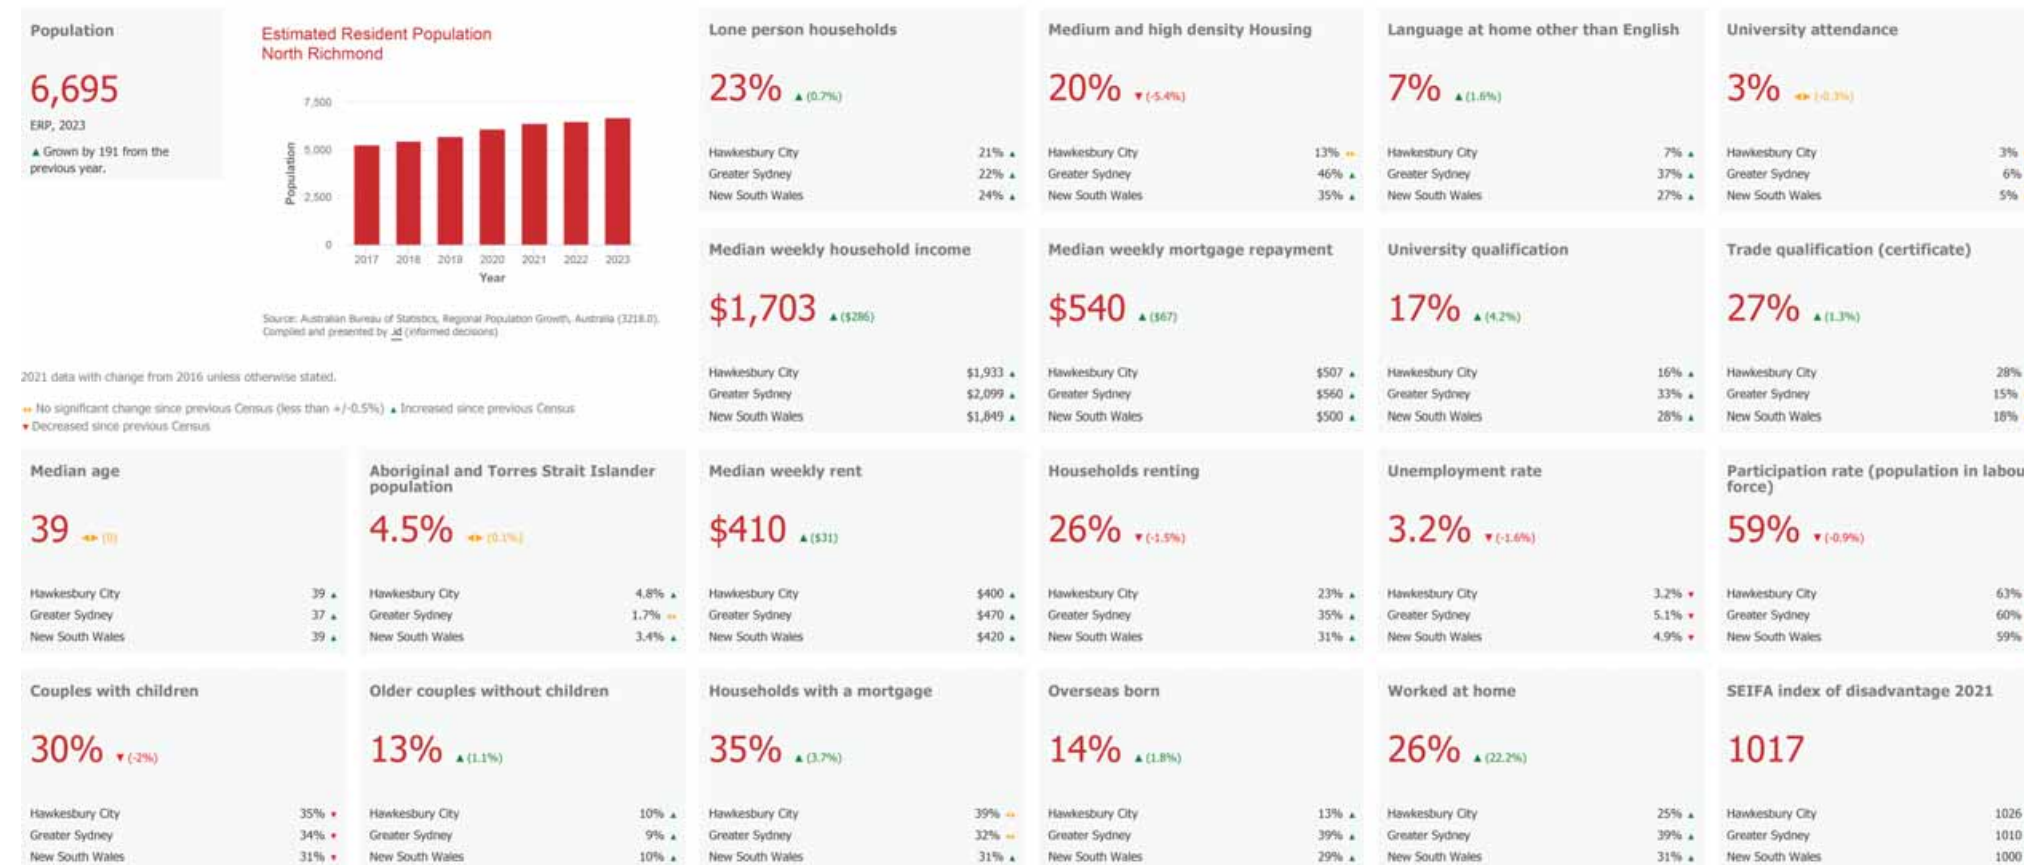 Population
6,695
ERP, 2023
▲ Grown by 191 from the
previous year.
Estimated Resident Population
North Richmond
7,500
5,000
2,500
0
Population
2017 2018 2019 2020 2021 2022 2023
Year
Source: Australian Bureau of Statistics, Regional Population Growth, Australia (3218.0).
Compiled and presented by .id (informed decisions)
2021 data with change from 2016 unless otherwise stated.
◂▸ No significant change since previous Census (less than +/-0.5%) ▲ Increased since previous Census
▼ Decreased since previous Census
Lone person households
23% ▲ (0.7%)
Hawkesbury City 21% ▲
Greater Sydney 22% ▲
New South Wales 24% ▲
Medium and high density Housing
20% ▼ (-5.4%)
Hawkesbury City 13% ◂▸
Greater Sydney 46% ▲
New South Wales 35% ▲
Language at home other than English
7% ▲ (1.6%)
Hawkesbury City 7% ▲
Greater Sydney 37% ▲
New South Wales 27% ▲
University attendance
3% ◂▸ (-0.3%)
Hawkesbury City 3%
Greater Sydney 6%
New South Wales 5%
Median weekly household income
$1,703 ▲ ($286)
Hawkesbury City $1,933 ▲
Greater Sydney $2,099 ▲
New South Wales $1,849 ▲
Median weekly mortgage repayment
$540 ▲ ($67)
Hawkesbury City $507 ▲
Greater Sydney $560 ▲
New South Wales $500 ▲
University qualification
17% ▲ (4.2%)
Hawkesbury City 16% ▲
Greater Sydney 33% ▲
New South Wales 28% ▲
Trade qualification (certificate)
27% ▲ (1.3%)
Hawkesbury City 28%
Greater Sydney 15%
New South Wales 18%
Median age
39 ◂▸ (0)
Hawkesbury City 39 ▲
Greater Sydney 37 ▲
New South Wales 39 ▲
Aboriginal and Torres Strait Islander
population
4.5% ◂▸ (0.1%)
Hawkesbury City 4.8% ▲
Greater Sydney 1.7% ◂▸
New South Wales 3.4% ▲
Median weekly rent
$410 ▲ ($31)
Hawkesbury City $400 ▲
Greater Sydney $470 ▲
New South Wales $420 ▲
Households renting
26% ▼ (-1.5%)
Hawkesbury City 23% ▲
Greater Sydney 35% ▲
New South Wales 31% ▲
Unemployment rate
3.2% ▼ (-1.6%)
Hawkesbury City 3.2% ▼
Greater Sydney 5.1% ▼
New South Wales 4.9% ▼
Participation rate (population in labou
force)
59% ▼ (-0.9%)
Hawkesbury City 63%
Greater Sydney 60%
New South Wales 59%
Couples with children
30% ▼ (-2%)
Hawkesbury City 35% ▼
Greater Sydney 34% ▼
New South Wales 31% ▼
Older couples without children
13% ▲ (1.1%)
Hawkesbury City 10% ▲
Greater Sydney 9% ▲
New South Wales 10% ▲
Households with a mortgage
35% ▲ (3.7%)
Hawkesbury City 39% ◂▸
Greater Sydney 32% ◂▸
New South Wales 31% ▲
Overseas born
14% ▲ (1.8%)
Hawkesbury City 13% ▲
Greater Sydney 39% ▲
New South Wales 29% ▲
Worked at home
26% ▲ (22.2%)
Hawkesbury City 25% ▲
Greater Sydney 39% ▲
New South Wales 31% ▲
SEIFA index of disadvantage 2021
1017
Hawkesbury City 1026
Greater Sydney 1010
New South Wales 1000